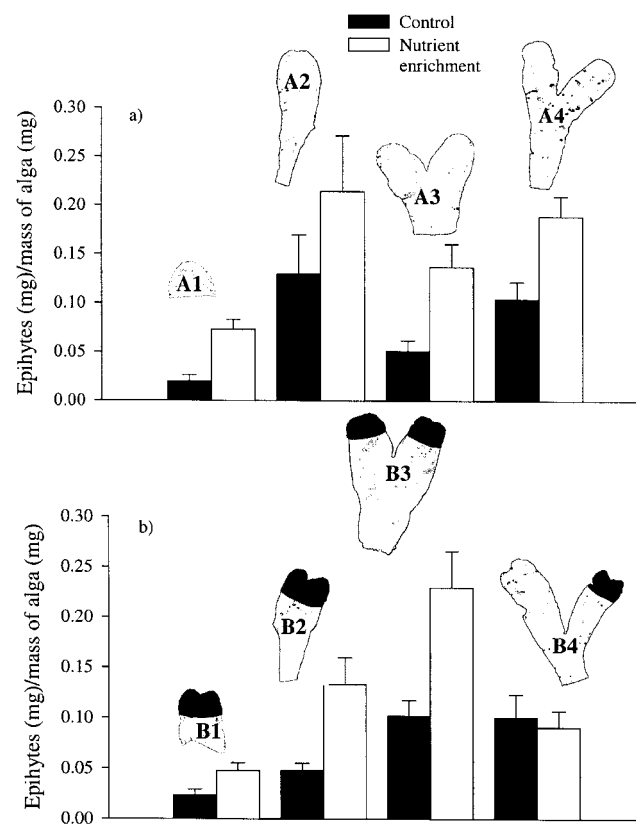 Control
Nutrient
enrichment
Epihytes (mg)/mass of alga (mg)
0.30
0.25
0.20
0.15
0.10
0.05
0.00
a)
A1
A2
A3
A4
Epihytes (mg)/mass of alga (mg)
0.30
0.25
0.20
0.15
0.10
0.05
0.00
b)
B1
B2
B3
B4